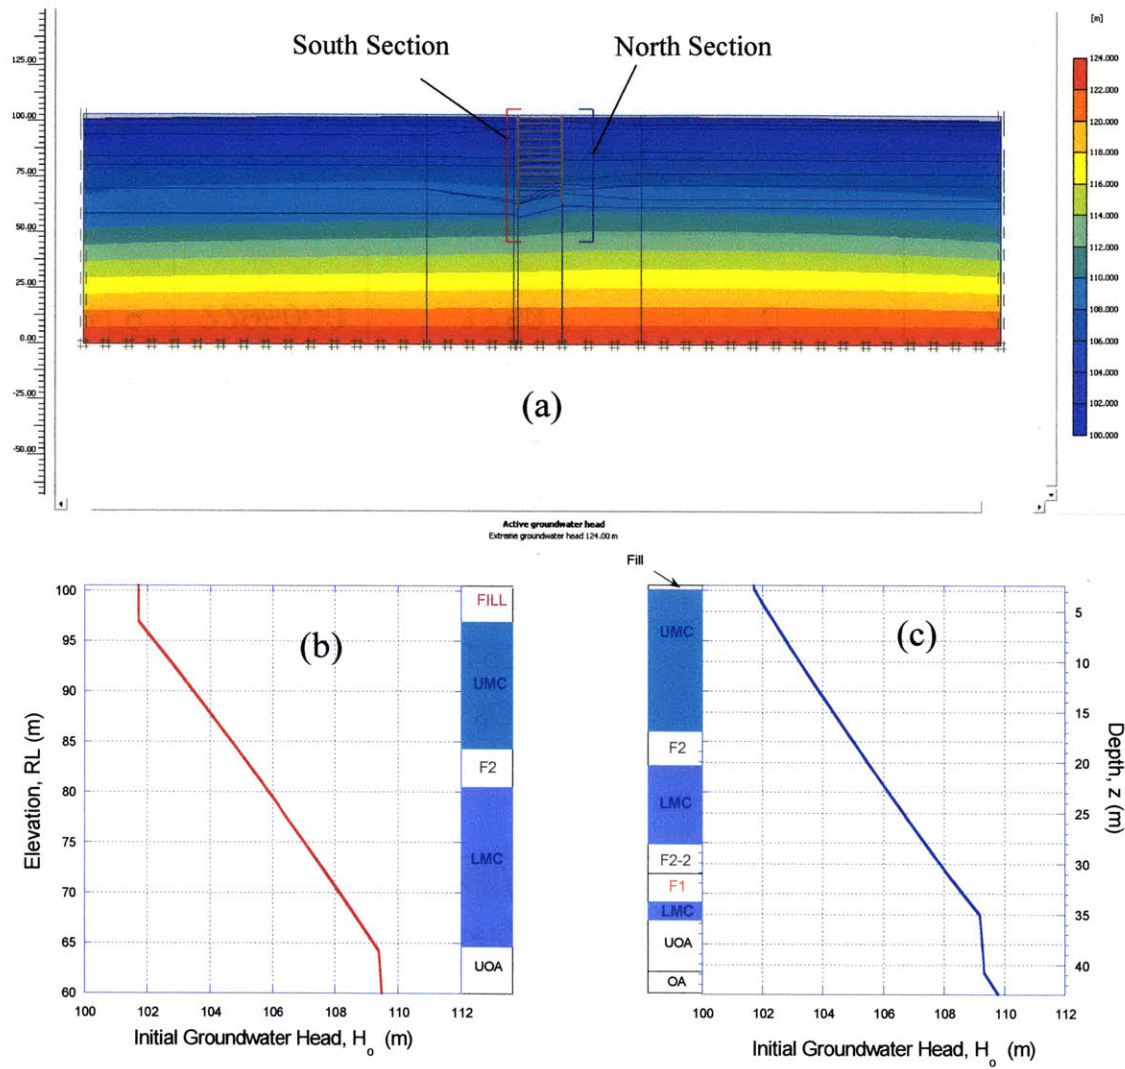 [m]
South Section
North Section
125.00
100.00
75.00
50.00
25.00
0.00
-25.00
-50.00
124.000
122.000
120.000
118.000
116.000
114.000
112.000
110.000
108.000
106.000
104.000
102.000
100.000
(a)
Active groundwater head
Extreme groundwater head 124.00 m
Fill
100
95
90
85
80
75
70
65
60
Elevation, RL (m)
(b)
FILL
UMC
F2
LMC
UOA
100 102 104 106 108 110 112
Initial Groundwater Head, H_o (m)
UMC
F2
LMC
F2-2
F1
LMC
UOA
OA
(c)
5
10
15
20
25
30
35
40
Depth, z (m)
100 102 104 106 108 110 112
Initial Groundwater Head, H_o (m)